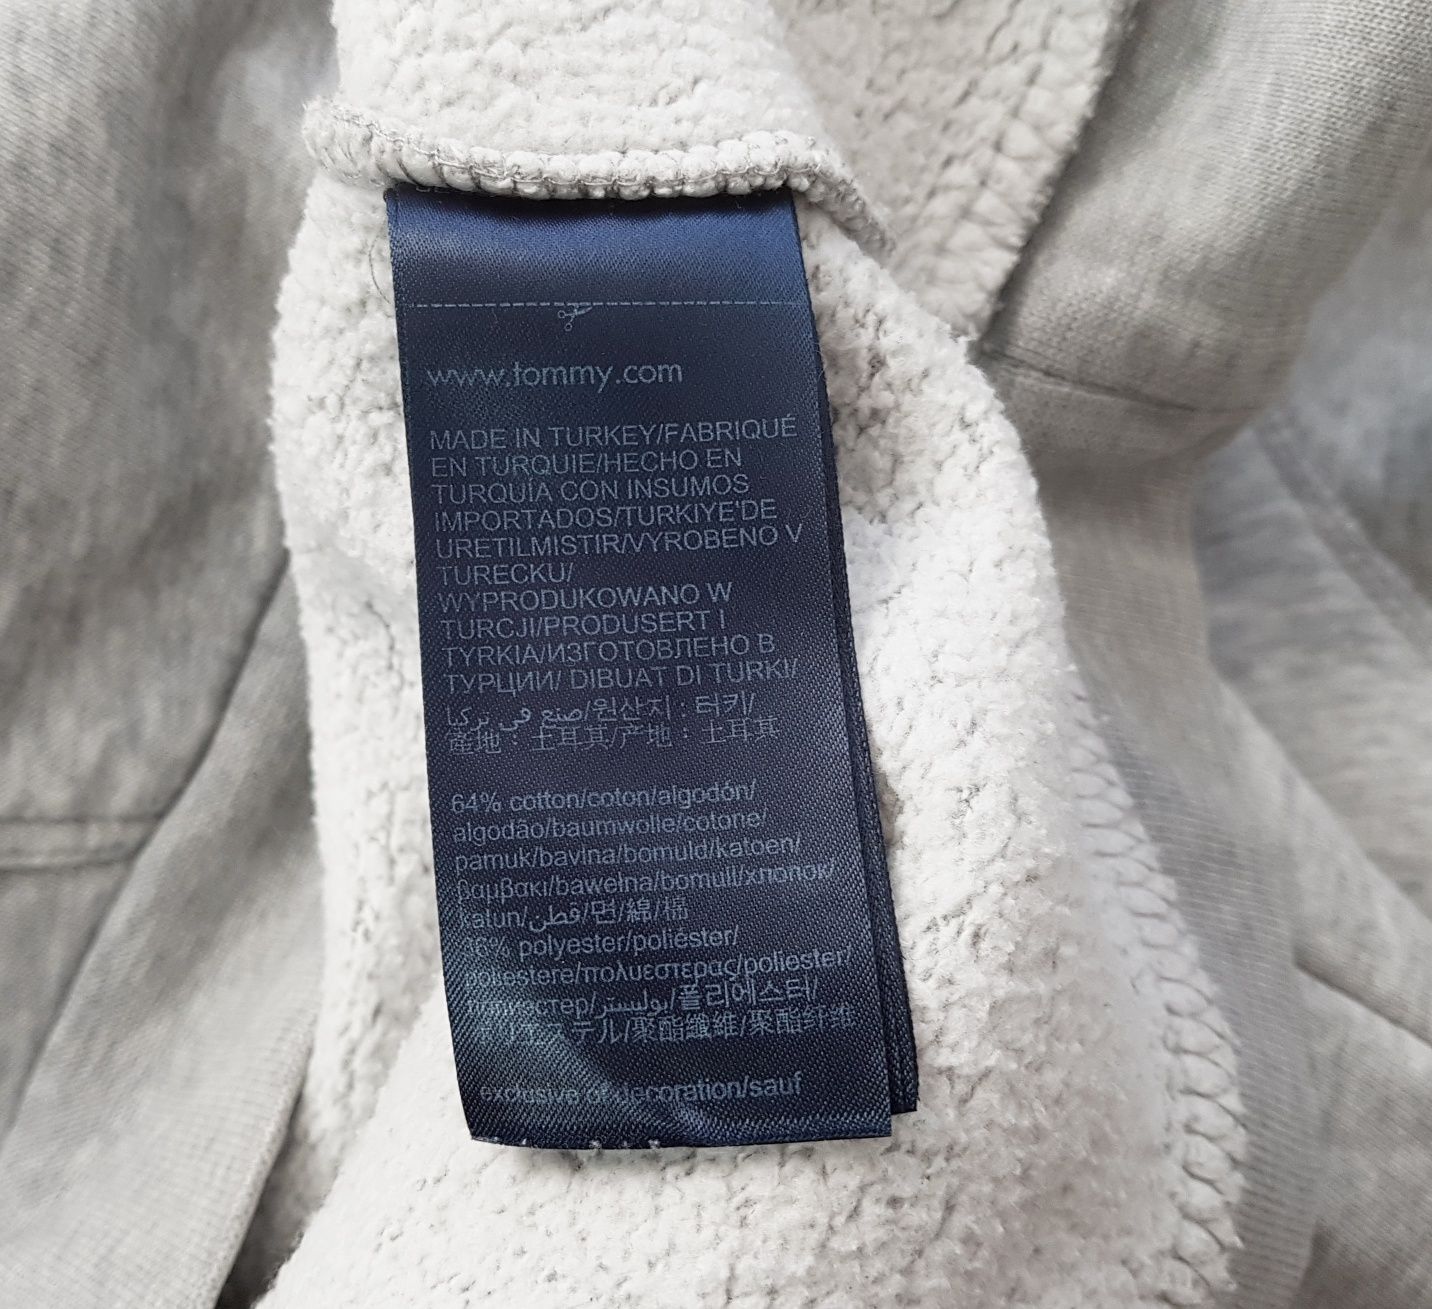 www.tommy.com
MADE IN TURKEY/FABRIQUÉ
EN TURQUIE/HECHO EN
TURQUÍA CON INSUMOS
IMPORTADOS/TURKIYE'DE
URETILMISTIR/VYROBENO V
TURECKU/
WYPRODUKOWANO W
TURCJI/PRODUSERT I
TYRKIA/ИЗГОТОВЛЕНО В
ТУРЦИИ/ DIBUAT DI TURKI/
صنع في تركيا/원산지 : 터키/
產地 : 土耳其/产地 : 土耳其
64% cotton/coton/algodón/
algodão/baumwolle/cotone/
pamuk/bavlna/bomuld/katoen/
βαμβακι/bawełna/bomull/хлопок/
katun/قطن/면/綿/棉
36% polyester/poliéster/
poliestere/πολυεστερας/poliester/
полиэстер/بوليستر/폴리에스터/
ポリエステル/聚酯纖維/聚酯纤维
exclusive of decoration/sauf